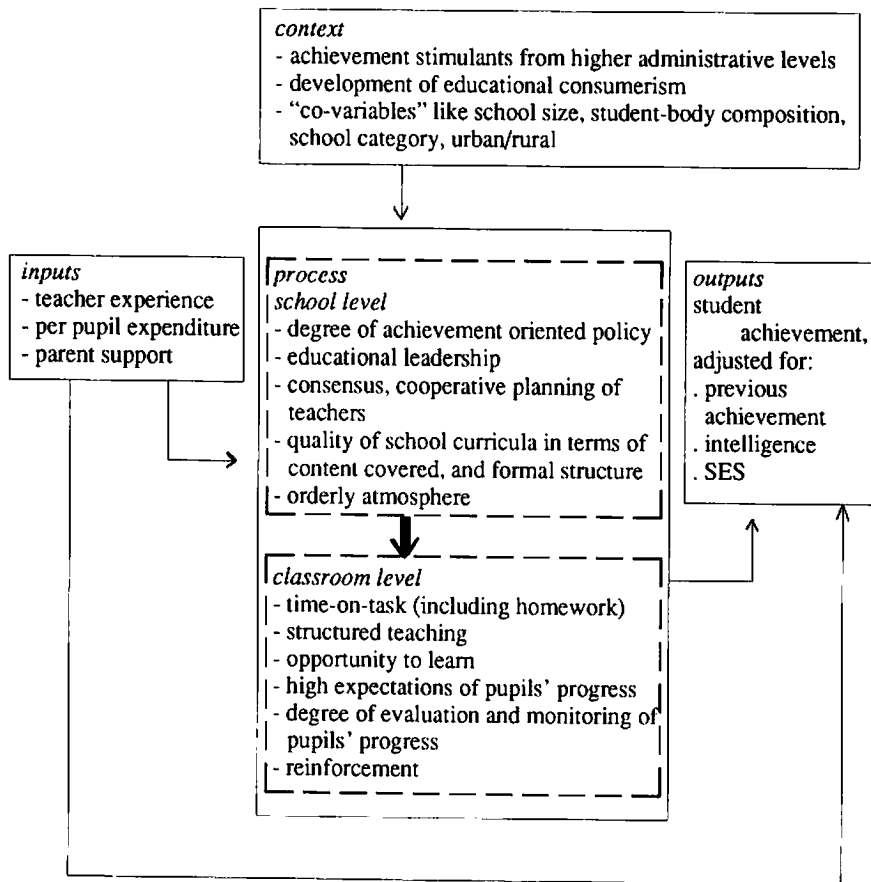 context
- achievement stimulants from higher administrative levels
- development of educational consumerism
- “co-variables” like school size, student-body composition,
school category, urban/rural
inputs
- teacher experience
- per pupil expenditure
- parent support
process
school level
- degree of achievement oriented policy
- educational leadership
- consensus, cooperative planning of
teachers
- quality of school curricula in terms of
content covered, and formal structure
- orderly atmosphere
classroom level
- time-on-task (including homework)
- structured teaching
- opportunity to learn
- high expectations of pupils’ progress
- degree of evaluation and monitoring of
pupils’ progress
- reinforcement
outputs
student
achievement,
adjusted for:
. previous
achievement
. intelligence
. SES